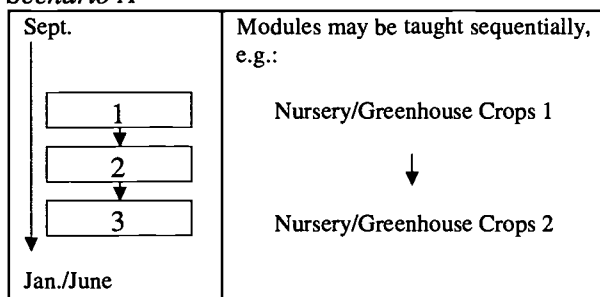 Sept.
1
2
3
Jan./June
Modules may be taught sequentially,
e.g.:
Nursery/Greenhouse Crops 1
Nursery/Greenhouse Crops 2